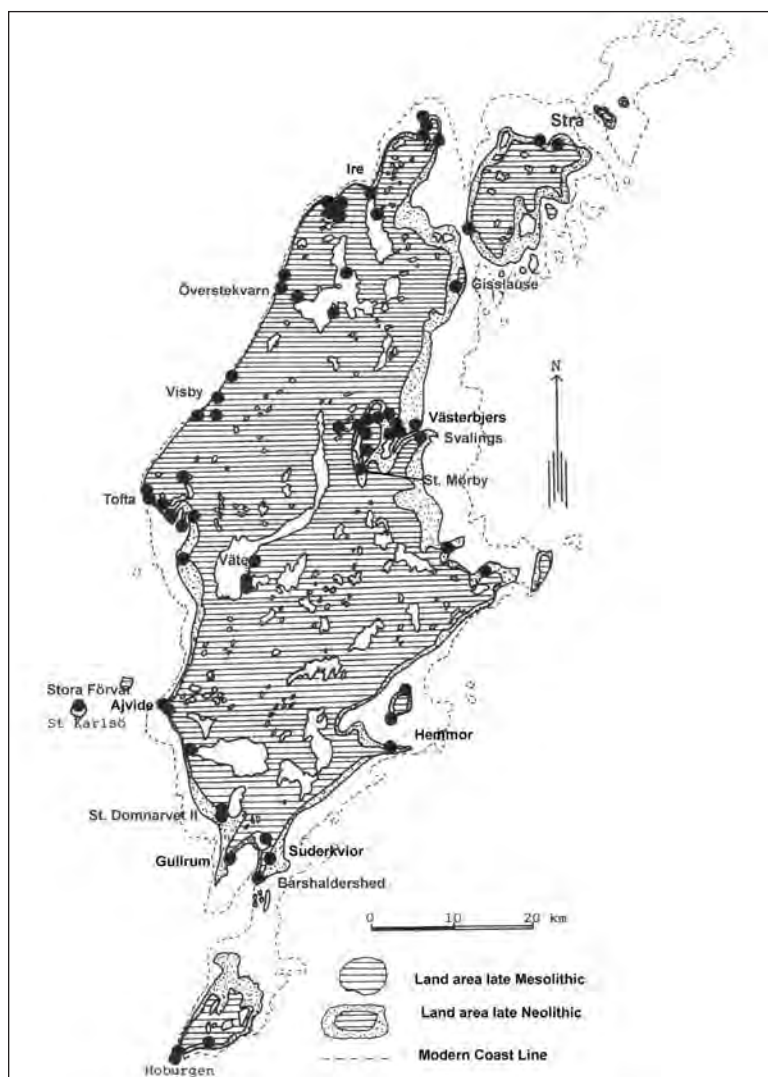 Stra
Ire
Överstekvarn
Gisslause
N
Visby
Västerbjers
Svalings
St. Mörby
Tofta
Väte
Stora Förvar
St Karlsö
Ajvide
Hemmor
St. Domnarvet II
Gullrum
Suderkvior
Bårshaldershed
0 10 20 km
Land area late Mesolithic
Land area late Neolithic
Modern Coast Line
Hoburgen